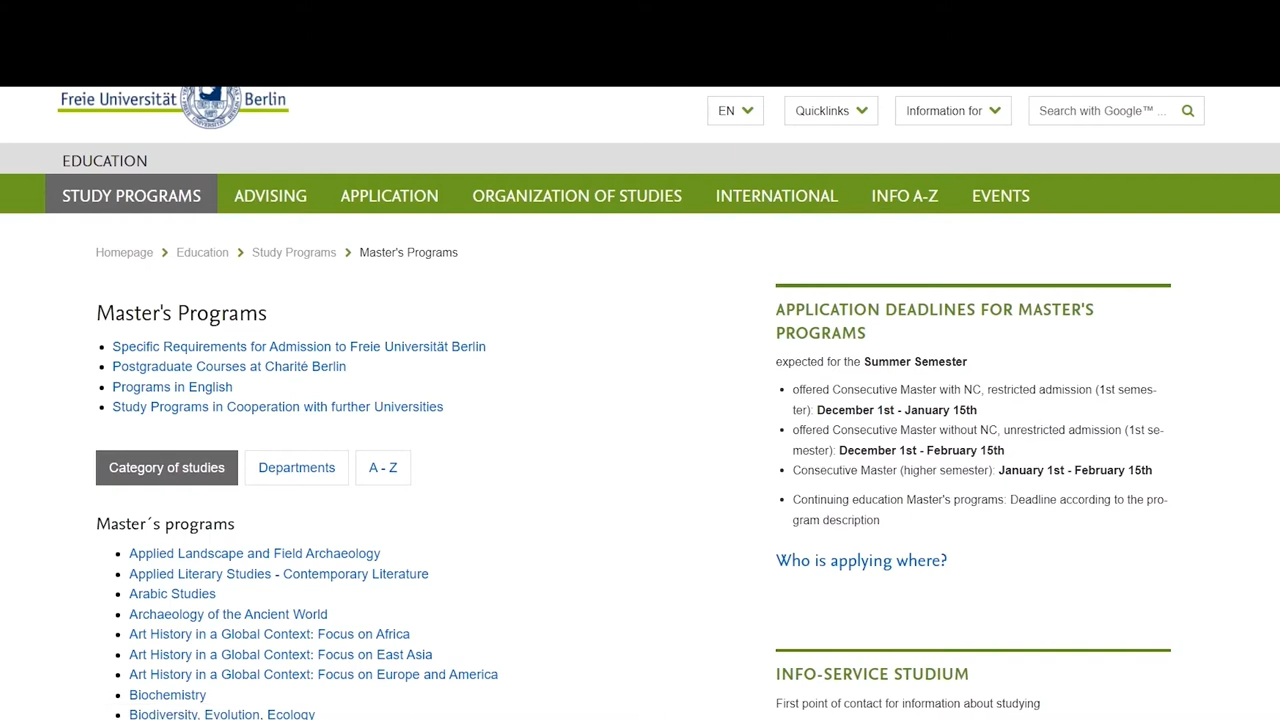 Freie Universität Berlin
EN
Quicklinks
Information for
Search with Google™ ...
EDUCATION
STUDY PROGRAMS ADVISING APPLICATION ORGANIZATION OF STUDIES INTERNATIONAL INFO A-Z EVENTS
Homepage Education Study Programs Master's Programs
Master's Programs
Specific Requirements for Admission to Freie Universität Berlin
Postgraduate Courses at Charité Berlin
Programs in English
Study Programs in Cooperation with further Universities
Category of studies Departments A - Z
Master´s programs
Applied Landscape and Field Archaeology
Applied Literary Studies - Contemporary Literature
Arabic Studies
Archaeology of the Ancient World
Art History in a Global Context: Focus on Africa
Art History in a Global Context: Focus on East Asia
Art History in a Global Context: Focus on Europe and America
Biochemistry
Biodiversity, Evolution, Ecology
APPLICATION DEADLINES FOR MASTER'S
PROGRAMS
expected for the Summer Semester
offered Consecutive Master with NC, restricted admission (1st semes-
ter): December 1st - January 15th
offered Consecutive Master without NC, unrestricted admission (1st se-
mester): December 1st - February 15th
Consecutive Master (higher semester): January 1st - February 15th
Continuing education Master's programs: Deadline according to the pro-
gram description
Who is applying where?
INFO-SERVICE STUDIUM
First point of contact for information about studying